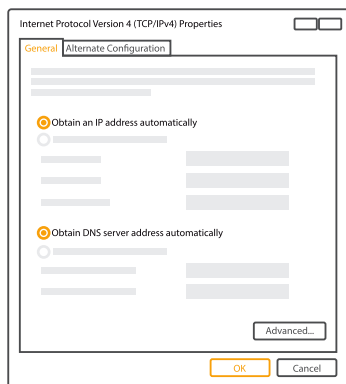 Internet Protocol Version 4 (TCP/IPv4) Properties
General Alternate Configuration
Obtain an IP address automatically
Obtain DNS server address automatically
Advanced...
OK Cancel